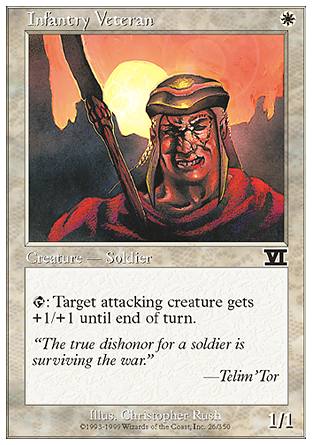 Infantry Veteran
Creature — Soldier VI
: Target attacking creature gets
+1/+1 until end of turn.
"The true dishonor for a soldier is
surviving the war."
—Telim'Tor
Illus. Christopher Rush
©1993-1999 Wizards of the Coast, Inc. 26/350
1/1